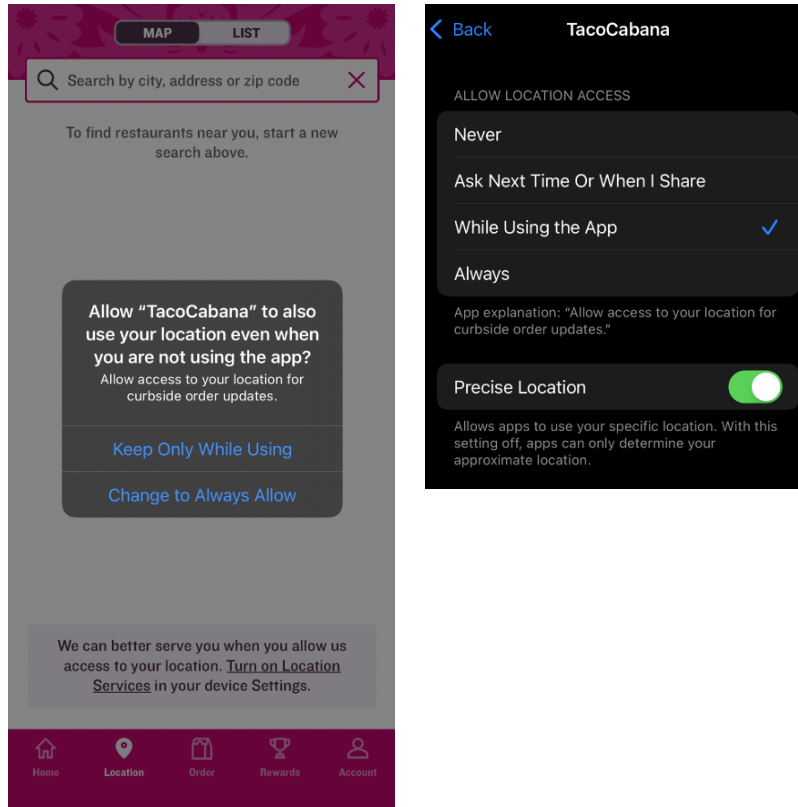 MAP
LIST
Search by city, address or zip code
To find restaurants near you, start a new
search above.
Allow “TacoCabana” to also
use your location even when
you are not using the app?
Allow access to your location for
curbside order updates.
Keep Only While Using
Change to Always Allow
We can better serve you when you allow us
access to your location. Turn on Location
Services in your device Settings.
Home
Location
Order
Rewards
Account
Back
TacoCabana
ALLOW LOCATION ACCESS
Never
Ask Next Time Or When I Share
While Using the App
Always
App explanation: “Allow access to your location for
curbside order updates.”
Precise Location
Allows apps to use your specific location. With this
setting off, apps can only determine your
approximate location.